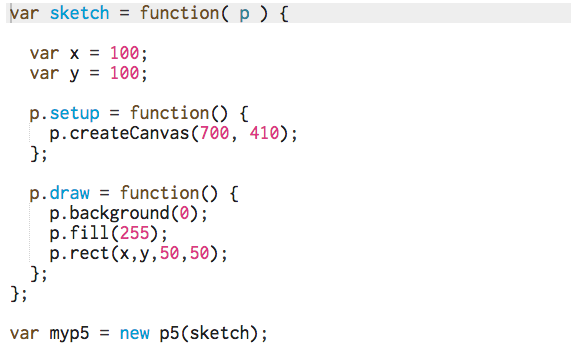 var sketch = function( p ) {
var x = 100;
var y = 100;
p.setup = function() {
p.createCanvas(700, 410);
};
p.draw = function() {
p.background(0);
p.fill(255);
p.rect(x,y,50,50);
};
};
var myp5 = new p5(sketch);